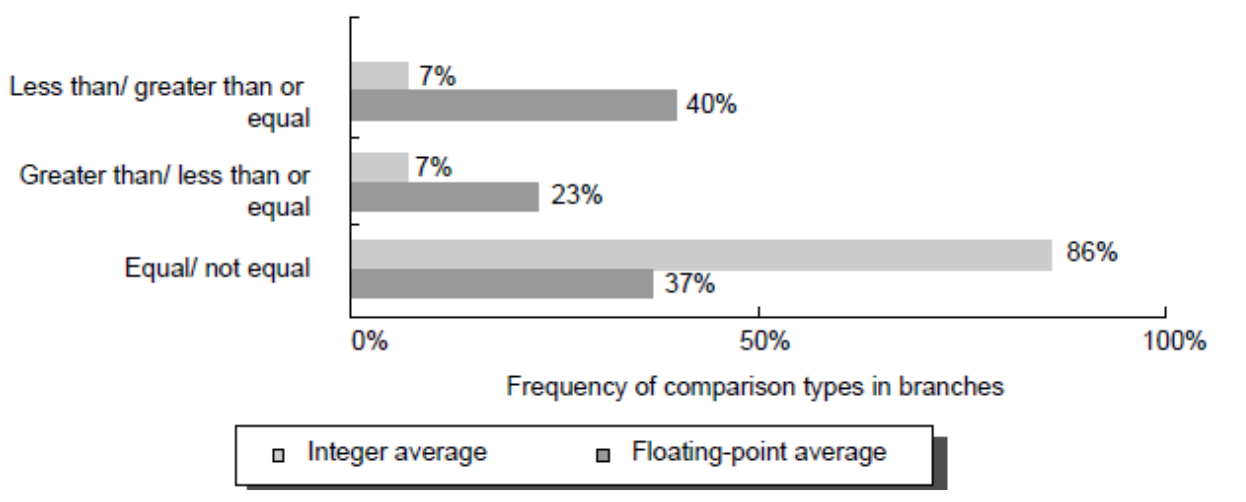 Less than/ greater than or
equal
7%
40%
Greater than/ less than or
equal
7%
23%
Equal/ not equal
86%
37%
0%
50%
100%
Frequency of comparison types in branches
Integer average
Floating-point average